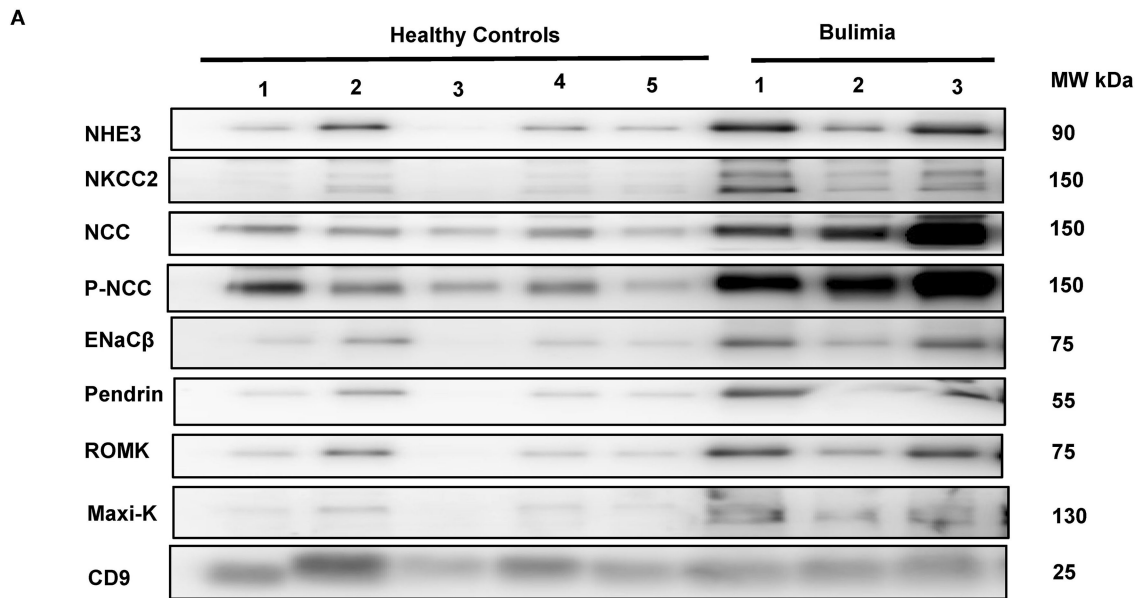 A
Healthy Controls
Bulimia
1 2 3 4 5 1 2 3
MW kDa
NHE3 90
NKCC2 150
NCC 150
P-NCC 150
ENaCβ 75
Pendrin 55
ROMK 75
Maxi-K 130
CD9 25